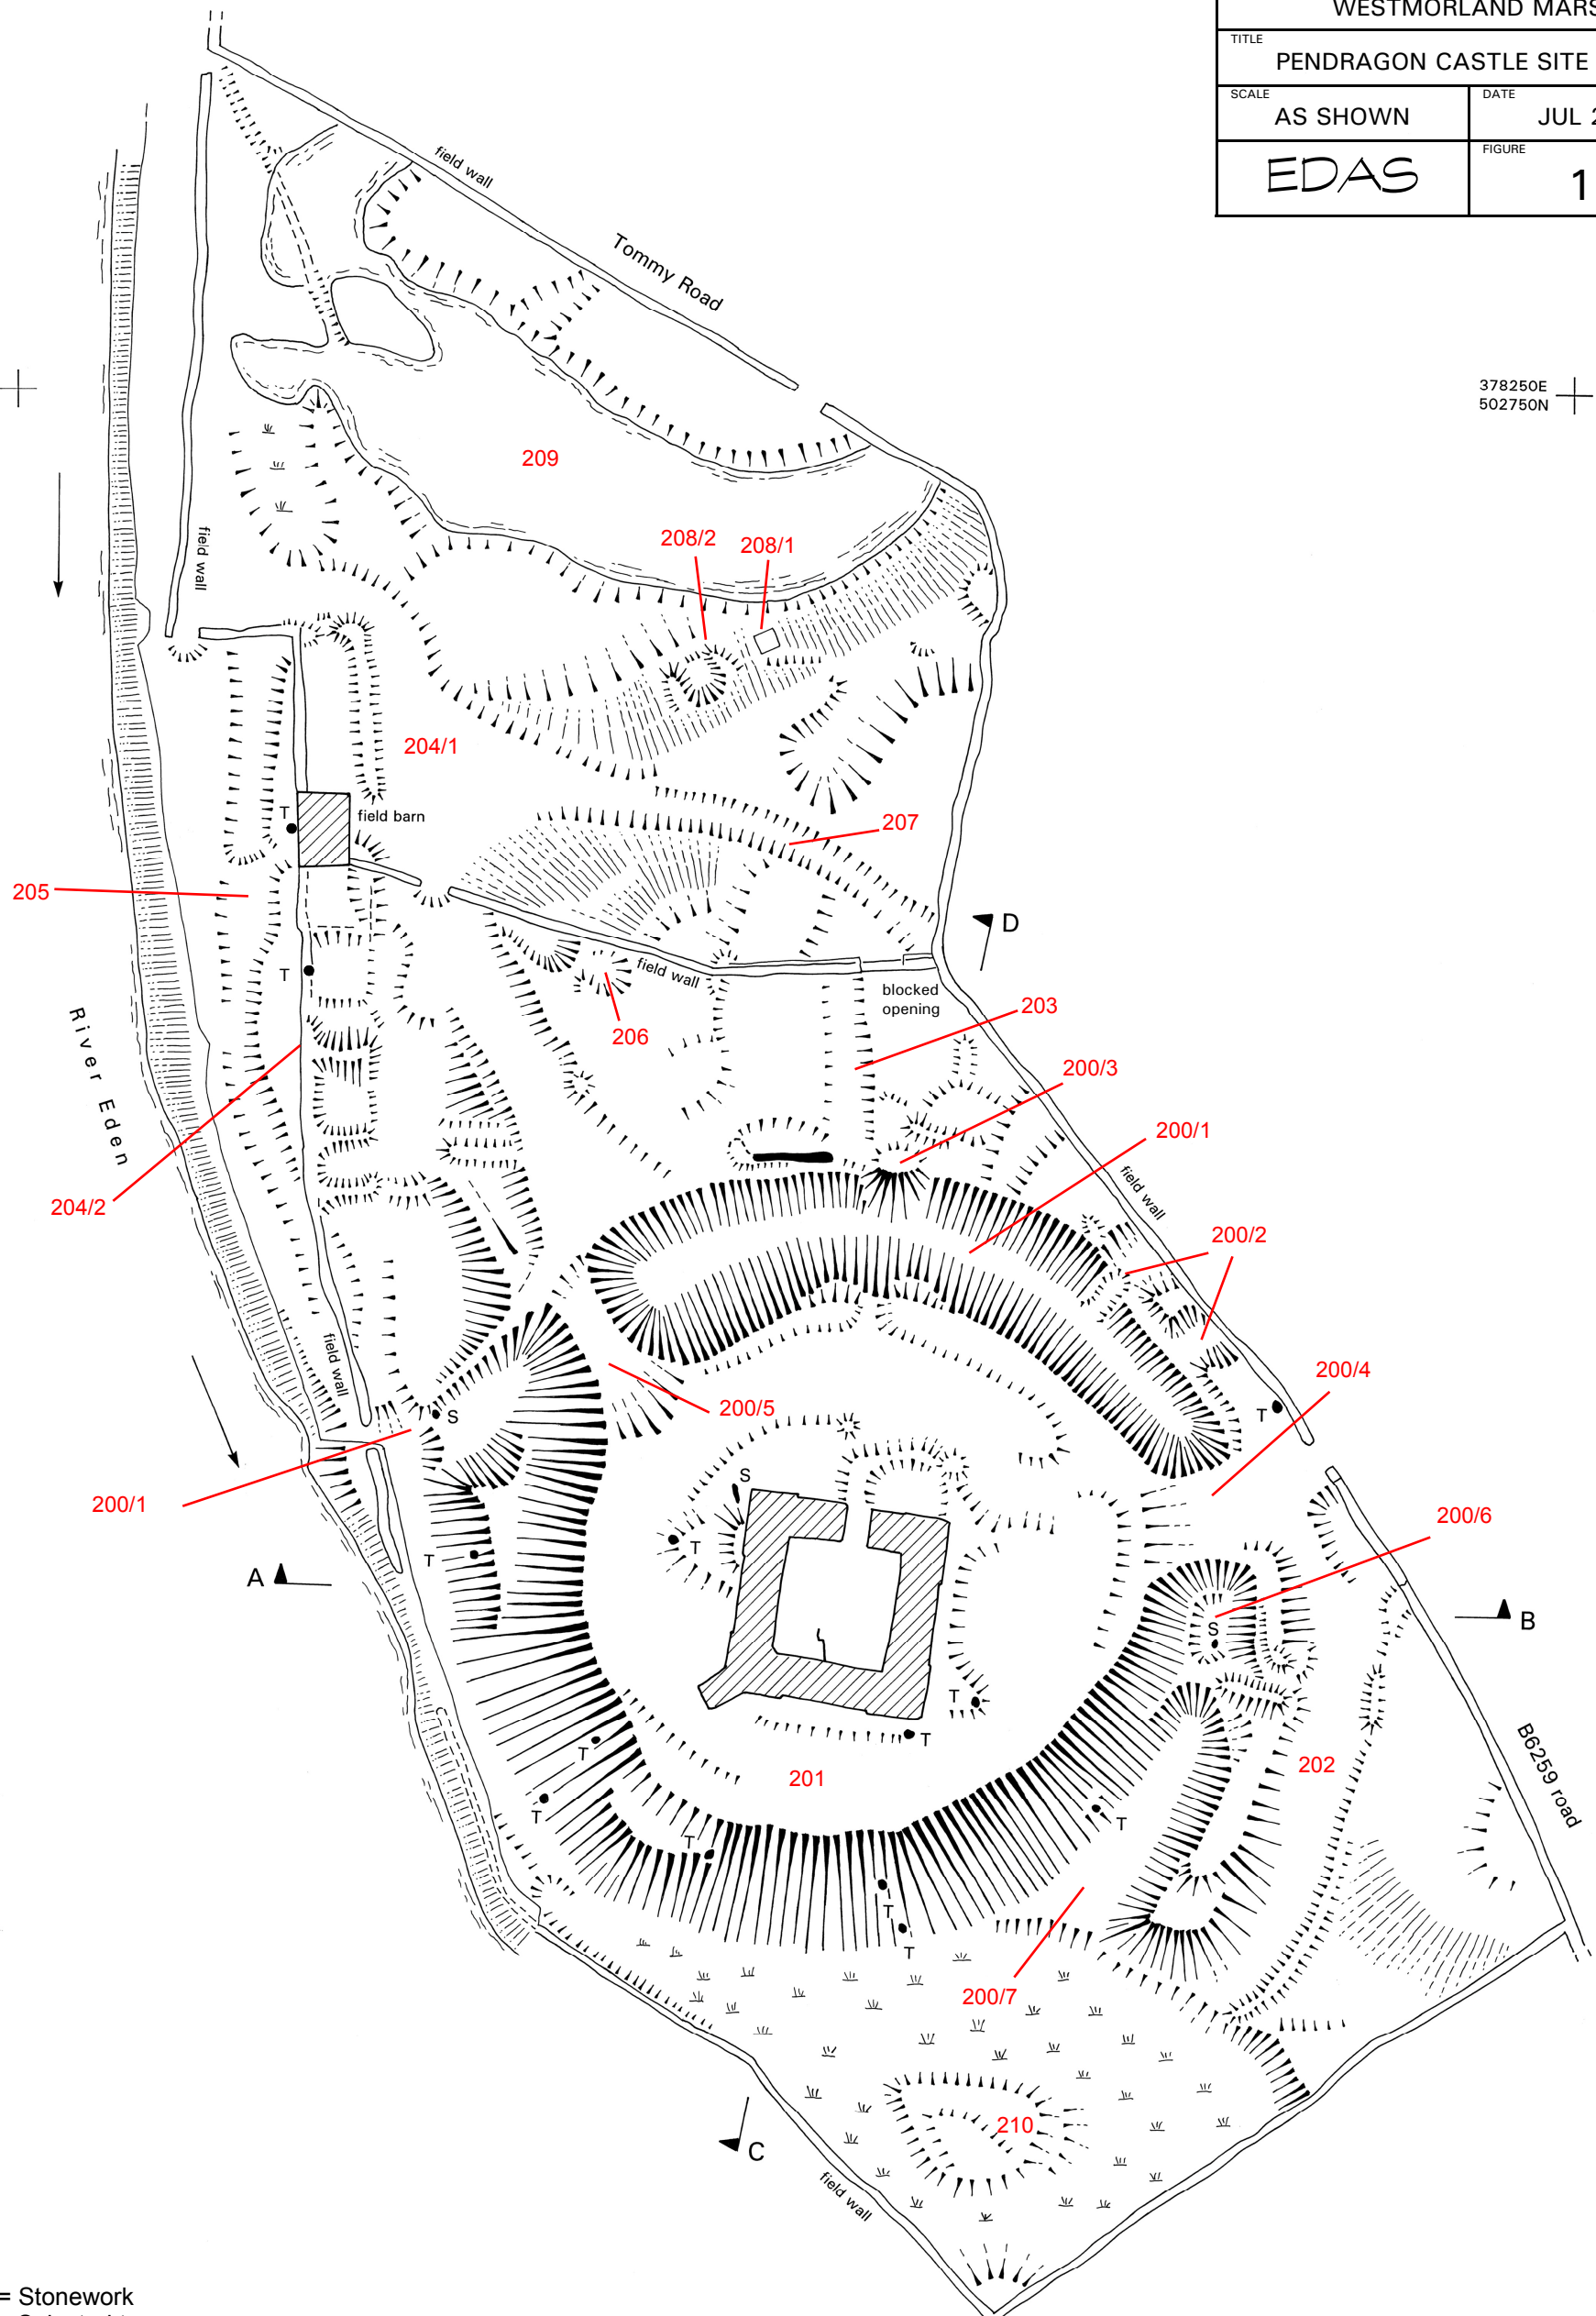 WESTMORLAND
TITLE
PENDRAGON CASTLE SITE
SCALE
AS SHOWN
DATE
JUL
EDAS
FIGURE
1
field wall
Tommy Road
378250E
502750N
209
field wall
208/2
208/1
204/1
T
field barn
207
205
D
T
field wall
206
blocked
opening
203
River Eden
200/3
200/1
204/2
field wall
200/2
field wall
200/4
200/5
S
T
200/1
S
200/6
T
T
A
B
S
T
T
T
B6259 road
202
201
T
T
T
T
T
200/7
210
C
field wall
= Stonework